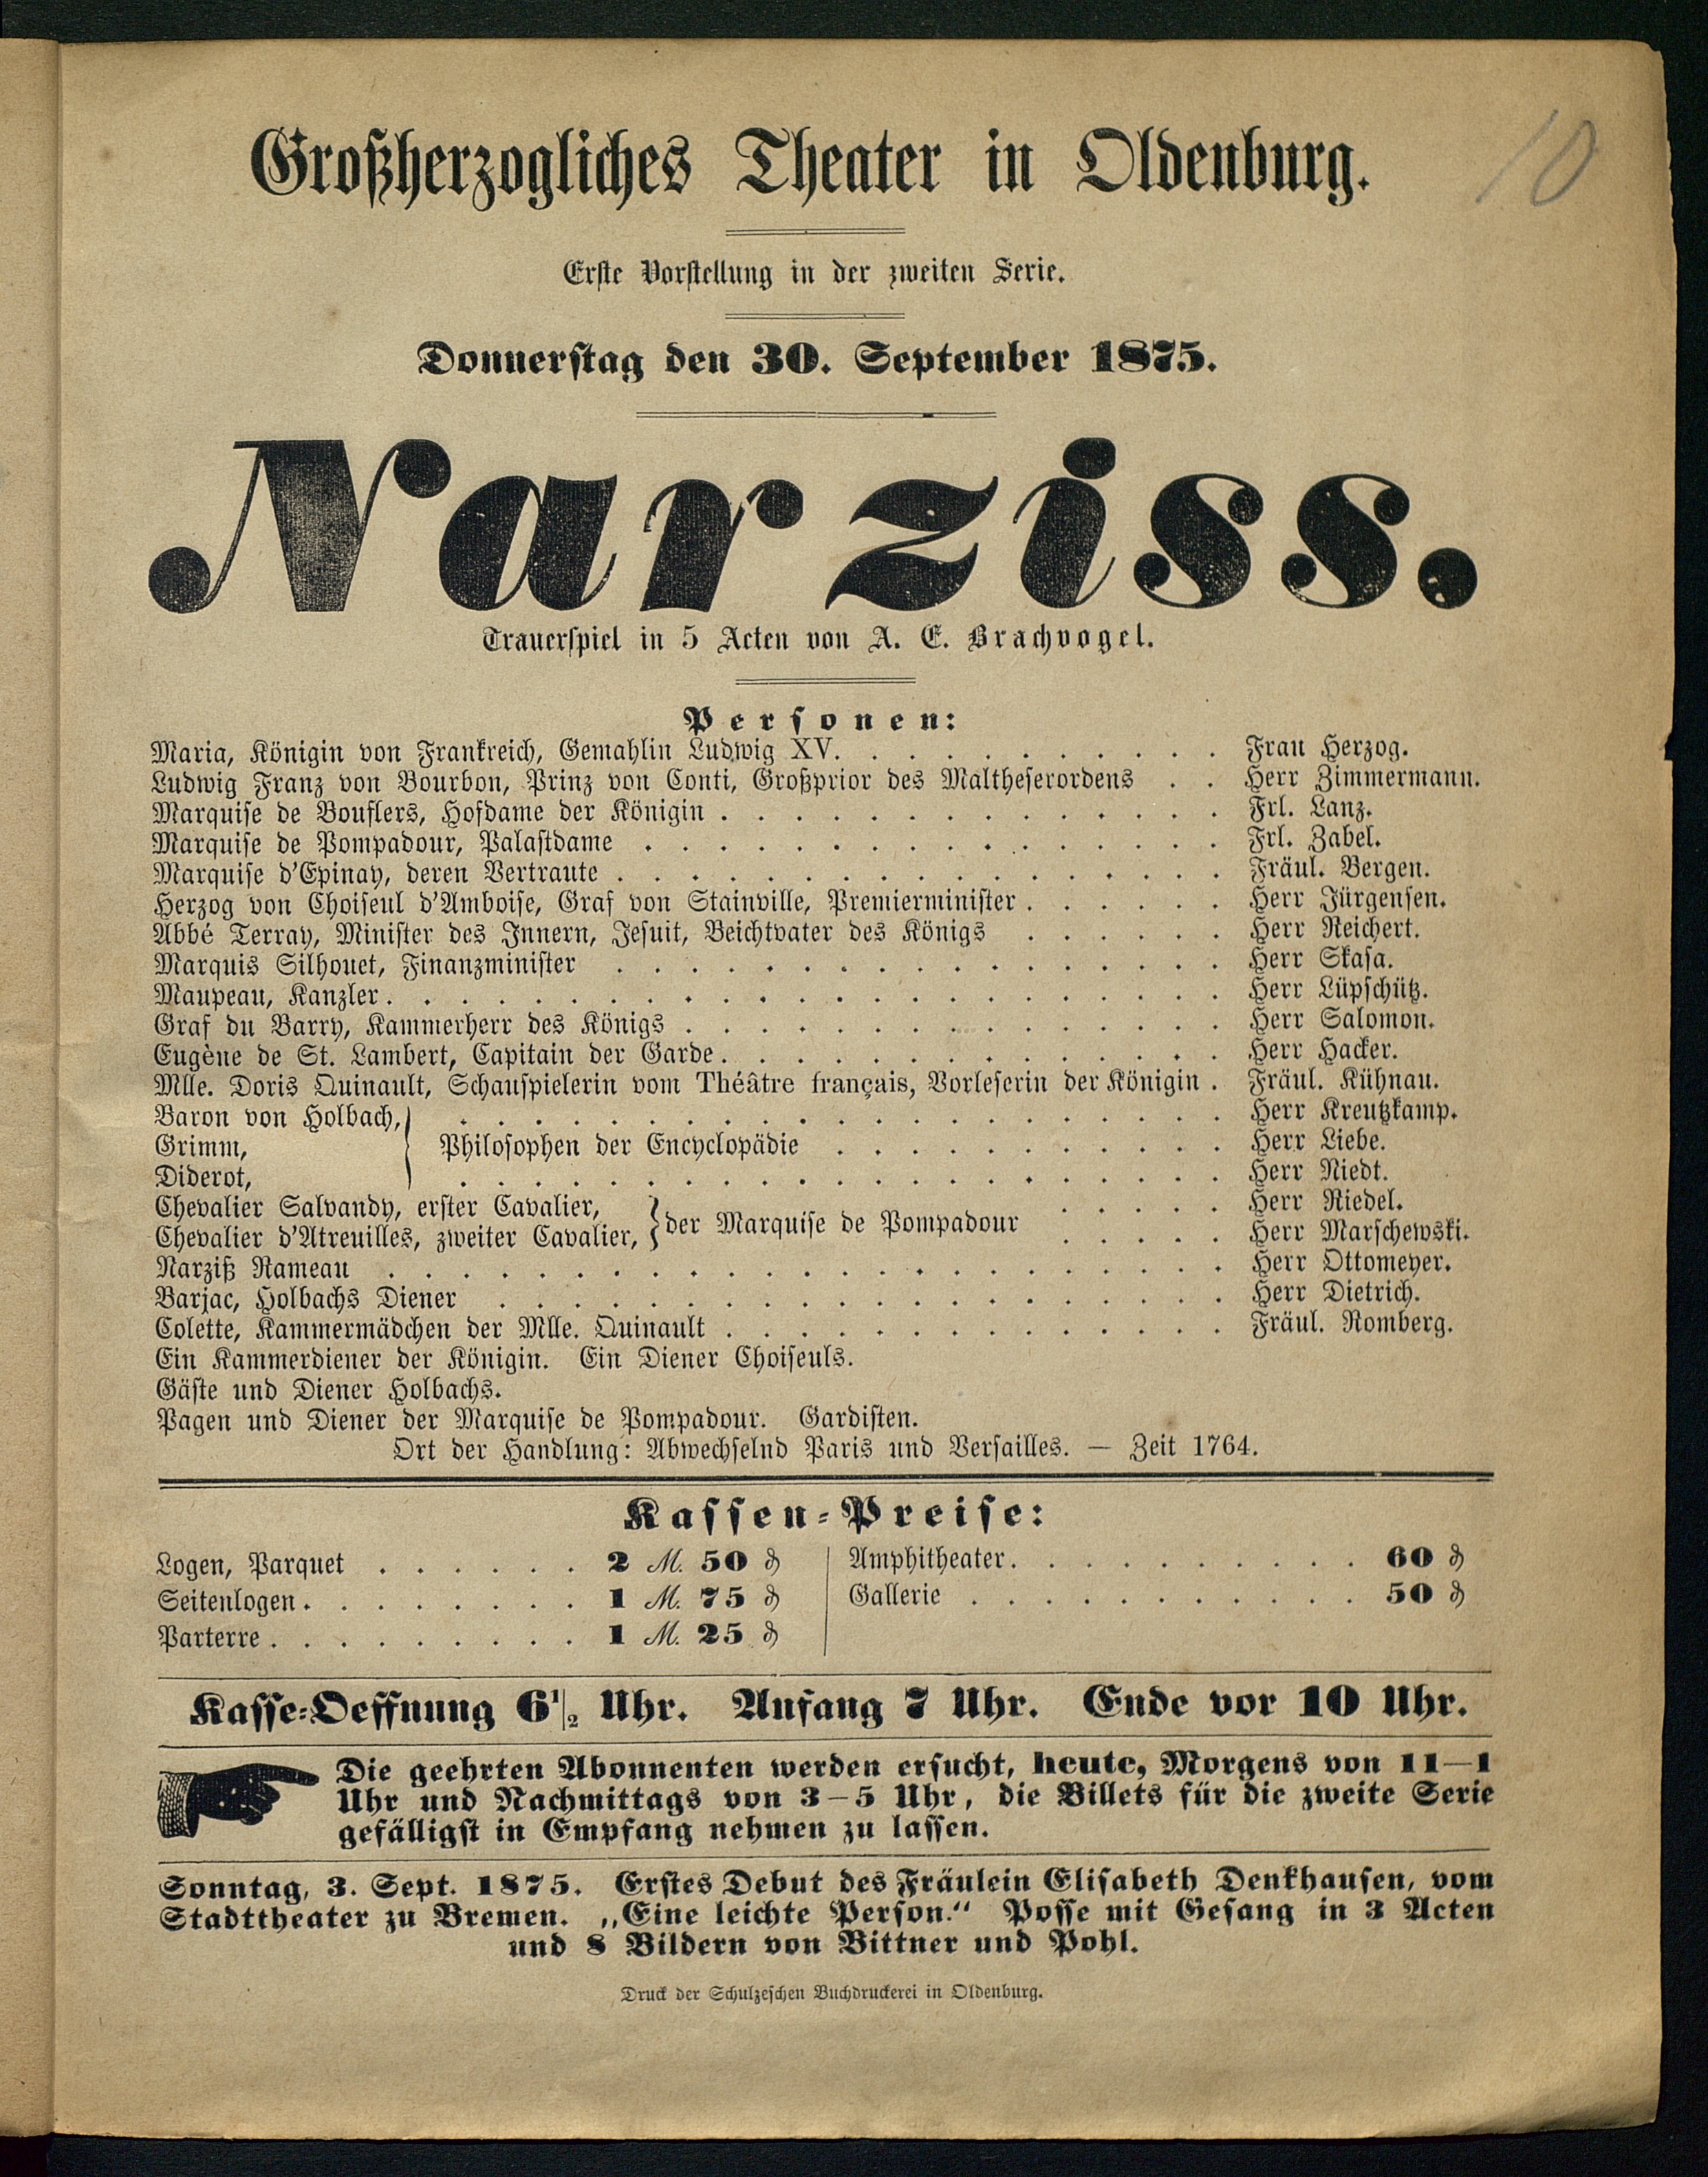 10
Großherzogliches Theater in Oldenburg.
Erste Vorstellung in der zweiten Serie.
Donnerstag den 30. September 1875.
Narziss.
Trauerspiel in 5 Acten von A. E. Brachvogel.
Personen:
Maria, Königin von Frankreich, Gemahlin Ludwig XV. . . . . . . . . . . Frau Herzog.
Ludwig Franz von Bourbon, Prinz von Conti, Großprior des Maltheserordens . . Herr Zimmermann.
Marquise de Bouflers, Hofdame der Königin . . . . . . . . . . . . . . Frl. Lanz.
Marquise de Pompadour, Palastdame . . . . . . . . . . . . . . . . Frl. Zabel.
Marquise d'Epinay, deren Vertraute . . . . . . . . . . . . . . . . . Fräul. Bergen.
Herzog von Choiseul d'Amboise, Graf von Stainville, Premierminister . . . . . . Herr Jürgensen.
Abbé Terray, Minister des Innern, Jesuit, Beichtvater des Königs . . . . . . Herr Reichert.
Marquis Silhouet, Finanzminister . . . . . . . . . . . . . . . . . Herr Skasa.
Maupeau, Kanzler . . . . . . . . . . . . . . . . . . . . . . . Herr Lüpschütz.
Graf du Barry, Kammerherr des Königs . . . . . . . . . . . . . . . Herr Salomon.
Eugène de St. Lambert, Capitain der Garde . . . . . . . . . . . . . . Herr Hacker.
Mlle. Doris Quinault, Schauspielerin vom Théâtre français, Vorleserin der Königin . Fräul. Kühnau.
Baron von Holbach, . . . . . . . . . . . . . . . . . . . . . Herr Kreutzkamp.
Grimm, } Philosophen der Encyclopädie . . . . . . . . . . . Herr Liebe.
Diderot, . . . . . . . . . . . . . . . . . . . . . Herr Riedt.
Chevalier Salvandy, erster Cavalier, . . . . . Herr Riedel.
} der Marquise de Pompadour
Chevalier d'Atreuilles, zweiter Cavalier, . . . . . Herr Marschewski.
Narziß Rameau . . . . . . . . . . . . . . . . . . . . . . . Herr Ottomeyer.
Barjac, Holbachs Diener . . . . . . . . . . . . . . . . . . . . Herr Dietrich.
Colette, Kammermädchen der Mlle. Quinault . . . . . . . . . . . . . . Fräul. Romberg.
Ein Kammerdiener der Königin. Ein Diener Choiseuls.
Gäste und Diener Holbachs.
Pagen und Diener der Marquise de Pompadour. Gardisten.
Ort der Handlung: Abwechselnd Paris und Versailles. — Zeit 1764.
Kassen-Preise:
Logen, Parquet . . . . . . 2 M. 50 ₰
Seitenlogen . . . . . . . . 1 M. 75 ₰
Parterre . . . . . . . . . 1 M. 25 ₰
Amphitheater . . . . . . . . . . 60 ₰
Gallerie . . . . . . . . . . . 50 ₰
Kasse-Oeffnung 6 1/2 Uhr. Anfang 7 Uhr. Ende vor 10 Uhr.
Die geehrten Abonnenten werden ersucht, heute, Morgens von 11—1
Uhr und Nachmittags von 3—5 Uhr, die Billets für die zweite Serie
gefälligst in Empfang nehmen zu lassen.
Sonntag, 3. Sept. 1875. Erstes Debut des Fräulein Elisabeth Denkhausen, vom
Stadttheater zu Bremen. „Eine leichte Person." Posse mit Gesang in 3 Acten
und 8 Bildern von Bittner und Pohl.
Druck der Schulzeschen Buchdruckerei in Oldenburg.